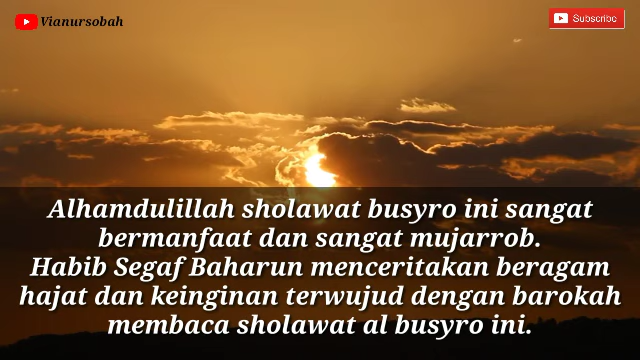 Vianursobah
Subscribe
Alhamdulillah sholawat busyro ini sangat
bermanfaat dan sangat mujarrob.
Habib Segaf Baharun menceritakan beragam
hajat dan keinginan terwujud dengan barokah
membaca sholawat al busyro ini.